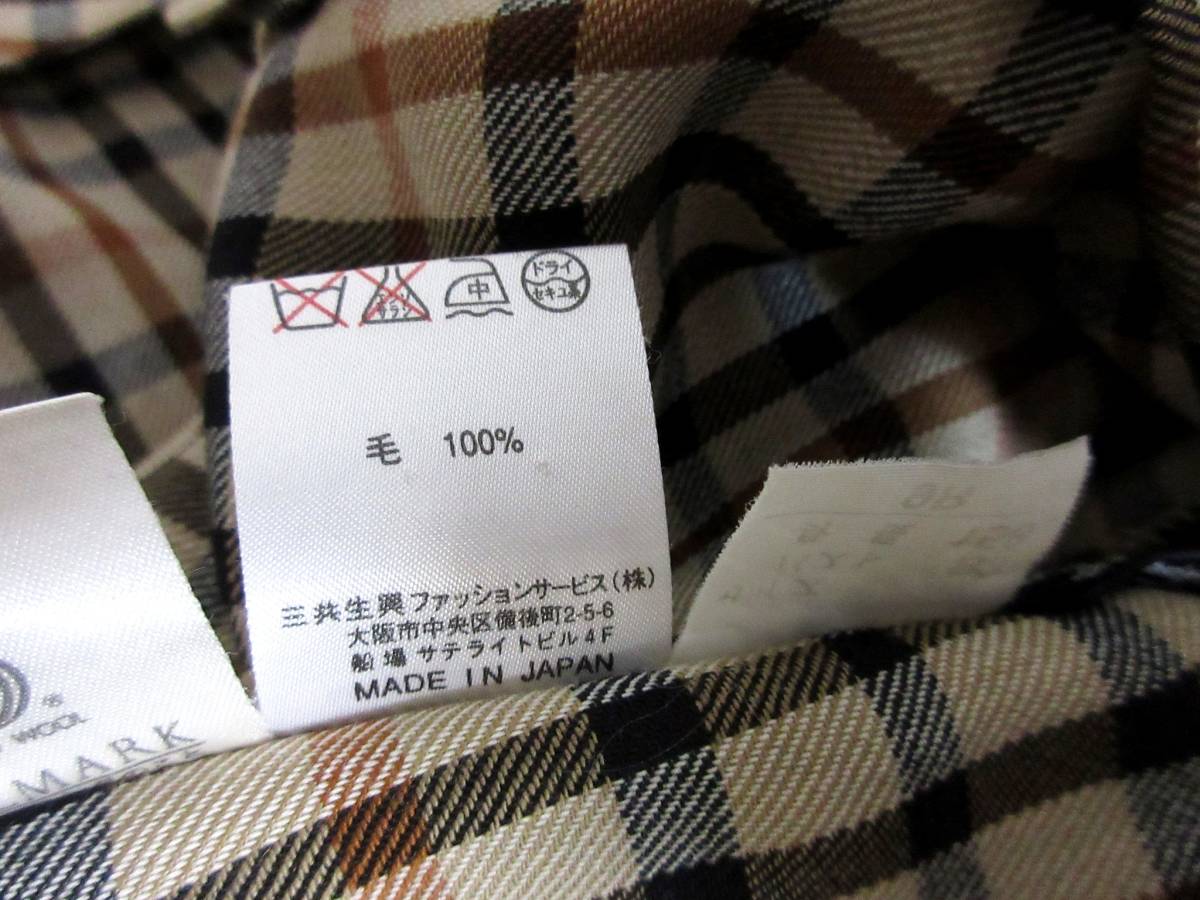 中
ドライ
セキユ系
毛 100%
三共生興ファッションサービス(株)
大阪市中央区備後町2-5-6
船場サテライトビル4F
MADE IN JAPAN
®
WOOL
MARK